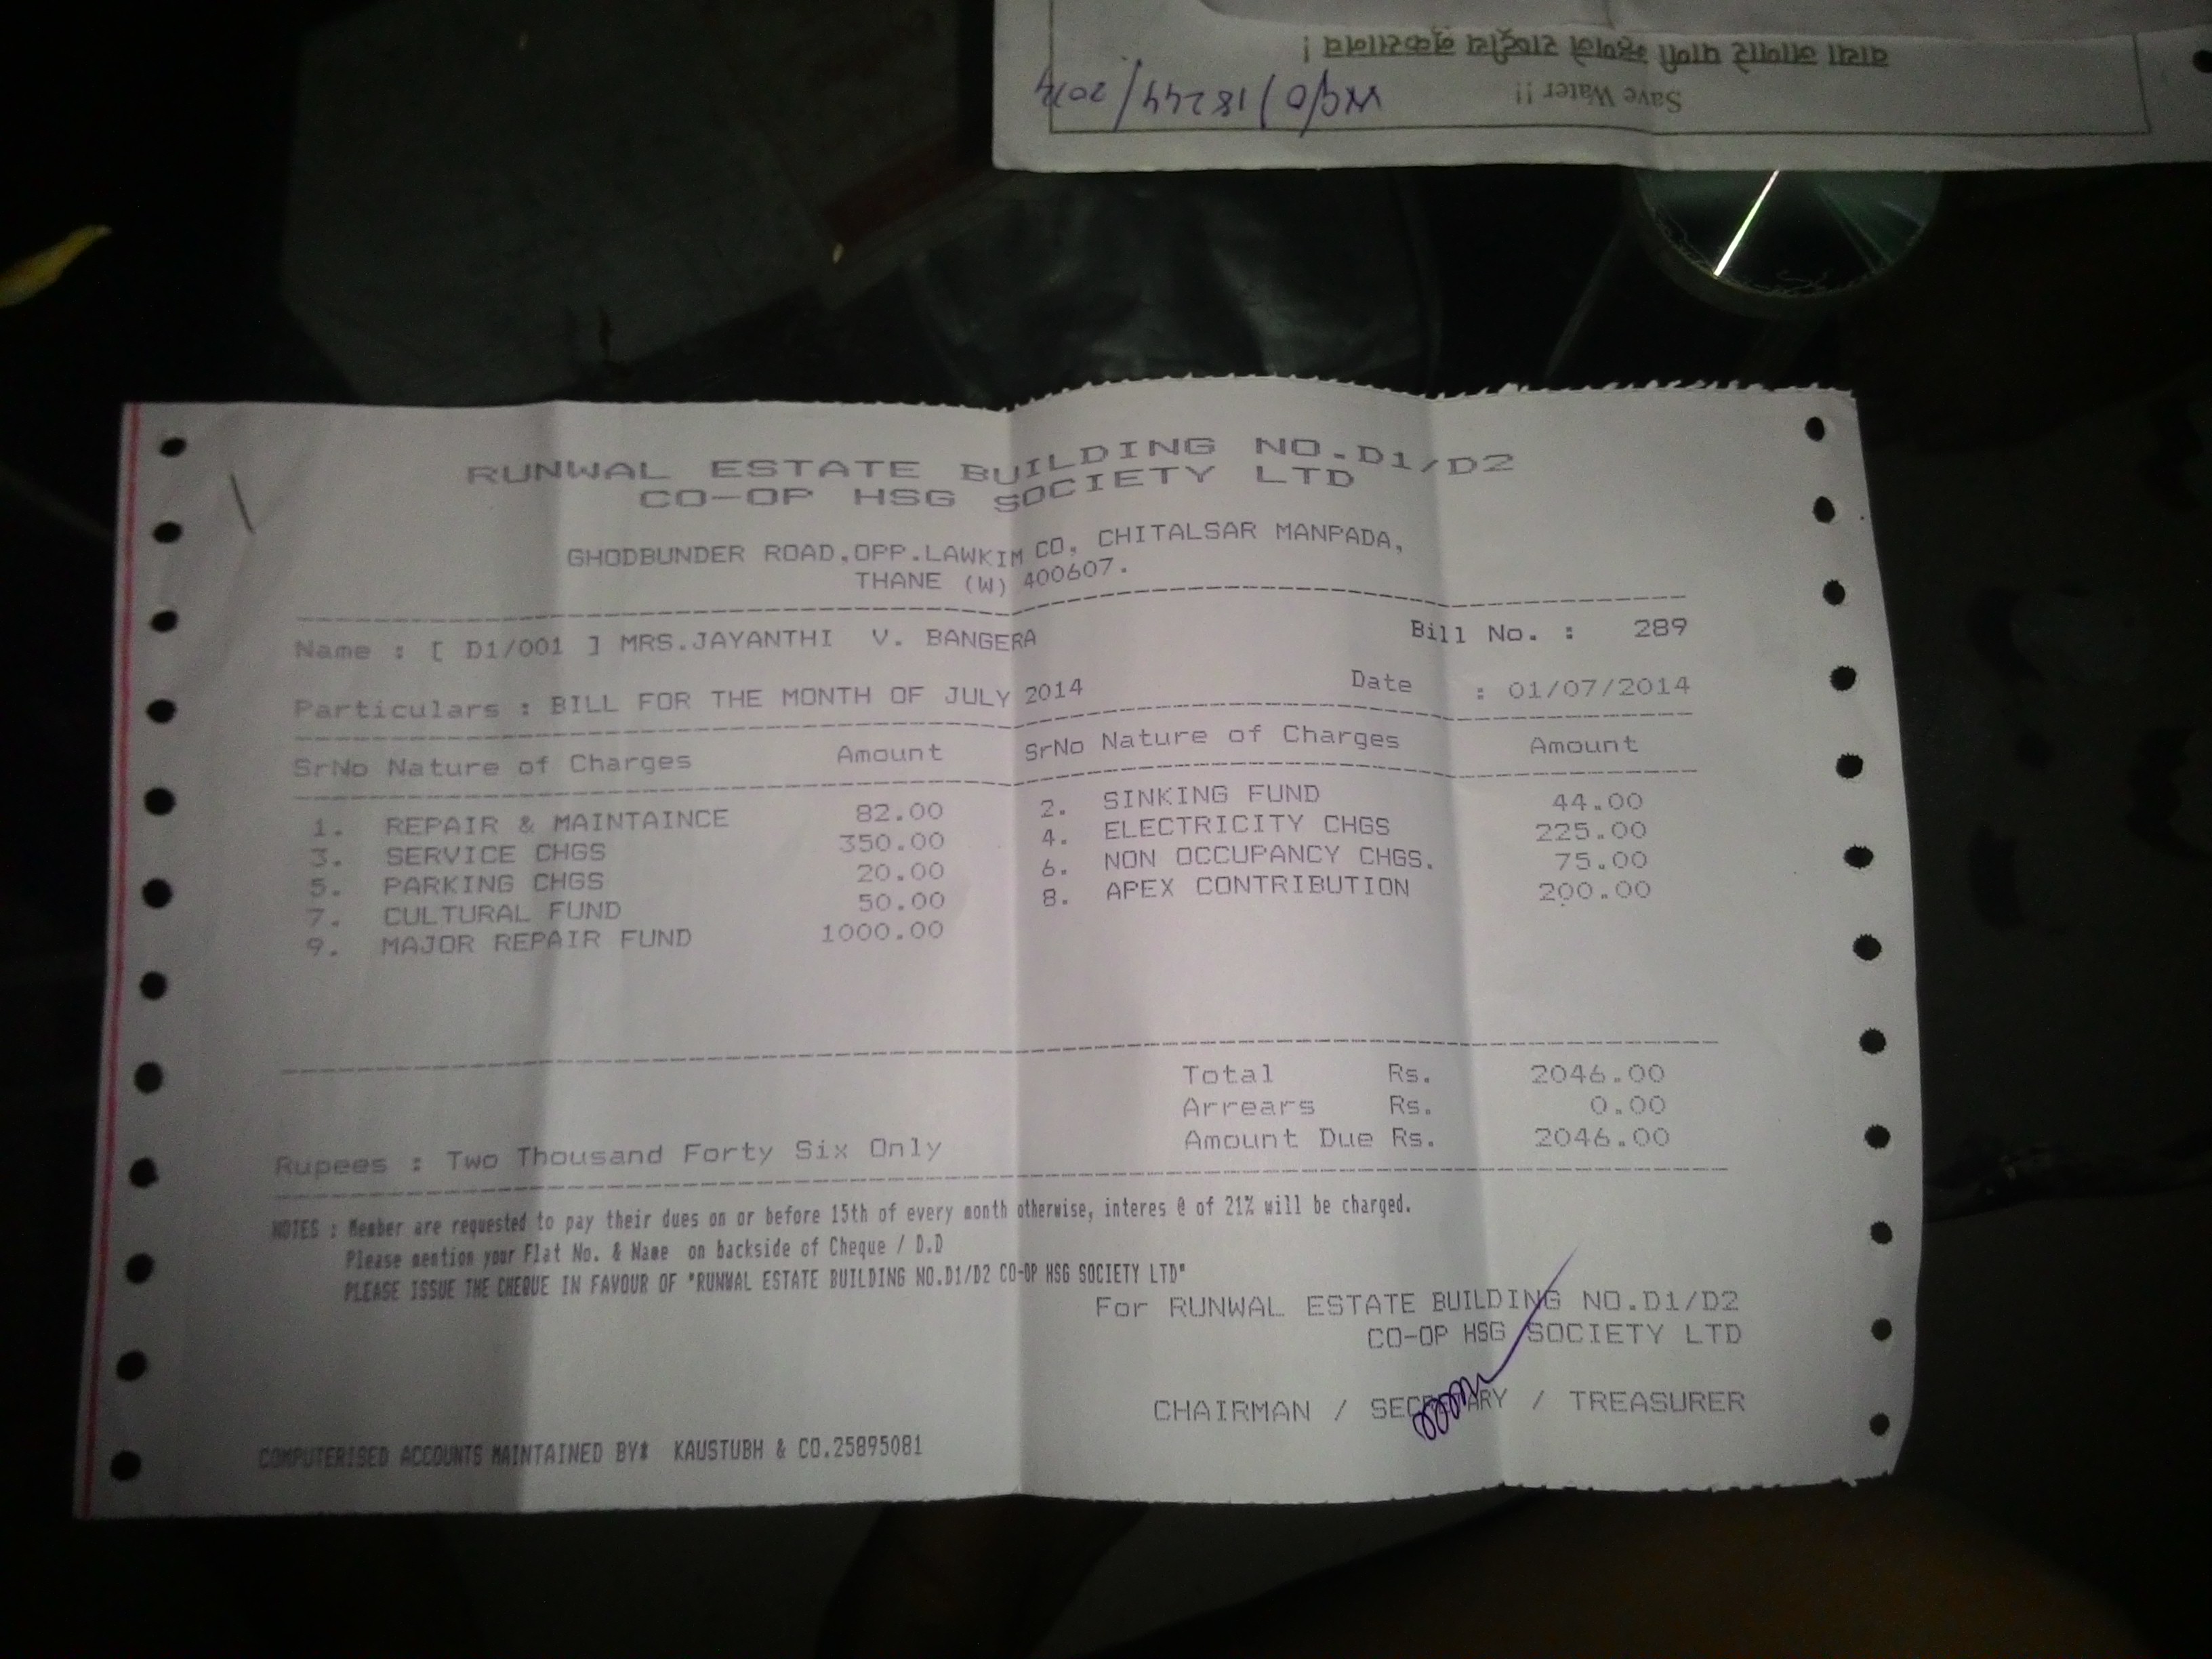 RUNWAL ESTATE BUILDING NO-D1/D2
CO-OP HSG SOCIETY LTD
GHODBUNDER ROAD,OPP.LAWKIM CO, CHITALSAR MANPADA,
THANE (W) 400607.
Bill No. : 289
Name : [ D1/001 ] MRS.JAYANTHI V. BANGERA
Date : 01/07/2014
Particulars : BILL FOR THE MONTH OF JULY 2014
SrNo Nature of Charges Amount SrNo Nature of Charges Amount
1. REPAIR & MAINTAINCE 82.00 2. SINKING FUND 44.00
3. SERVICE CHGS 350.00 4. ELECTRICITY CHGS 225.00
5. PARKING CHGS 20.00 6. NON OCCUPANCY CHGS. 75.00
7. CULTURAL FUND 50.00 8. APEX CONTRIBUTION 200.00
9. MAJOR REPAIR FUND 1000.00
Total Rs. 2046.00
Arrears Rs. 0.00
Rupees : Two Thousand Forty Six Only Amount Due Rs. 2046.00
NOTES : Member are requested to pay their dues on or before 15th of every month otherwise, interes @ of 21% will be charged.
Please mention your Flat No. & Name on backside of Cheque / D.D
PLEASE ISSUE THE CHEQUE IN FAVOUR OF "RUNWAL ESTATE BUILDING NO.D1/D2 CO-OP HSG SOCIETY LTD"
For RUNWAL ESTATE BUILDING NO.D1/D2
CO-OP HSG SOCIETY LTD
CHAIRMAN / SECRETARY / TREASURER
COMPUTERISED ACCOUNTS MAINTAINED BY# KAUSTUBH & CO.25895081
Save Water !!
18244/2014